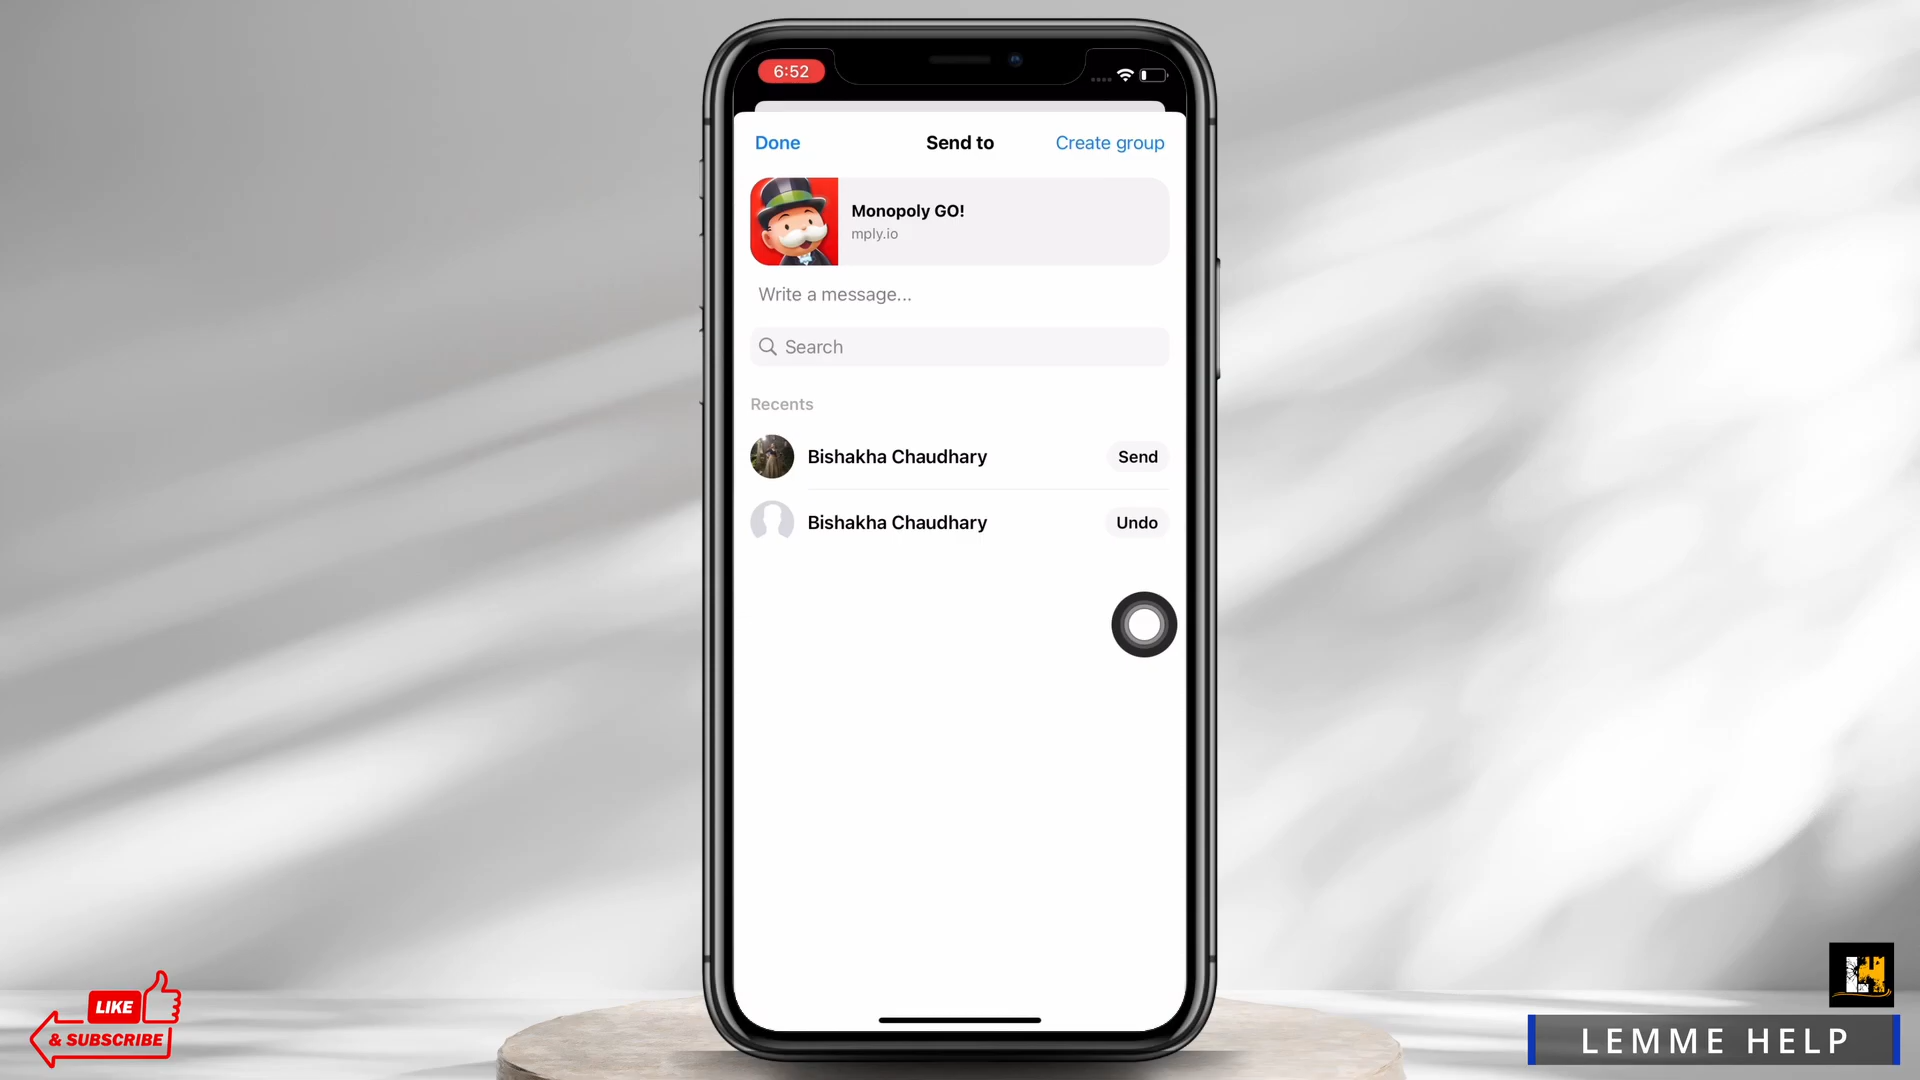 6:52
Done
Send to
Create group
Monopoly GO!
mply.io
Write a message...
Search
Recents
Bishakha Chaudhary
Send
Bishakha Chaudhary
Undo
LIKE
& SUBSCRIBE
LH
LEMME HELP